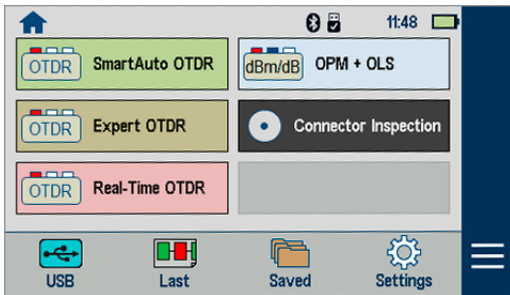 11:48
OTDR SmartAuto OTDR
dBm/dB OPM + OLS
OTDR Expert OTDR
Connector Inspection
OTDR Real-Time OTDR
USB
Last
Saved
Settings